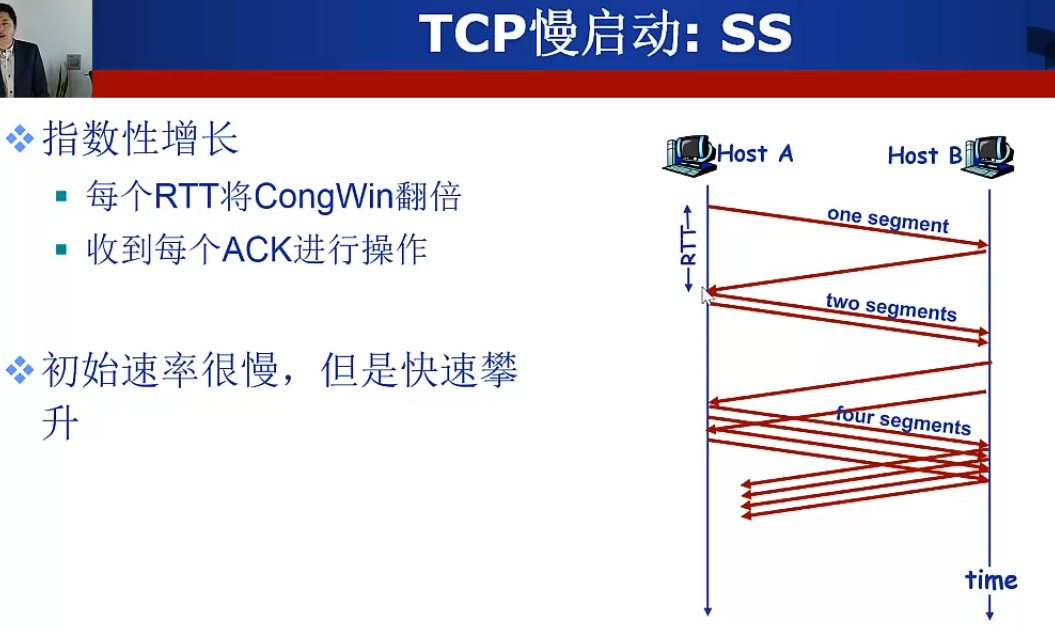 TCP慢启动: SS
指数性增长
每个RTT将CongWin翻倍
收到每个ACK进行操作
初始速率很慢，但是快速攀
升
Host A
Host B
one segment
RTT
two segments
four segments
time